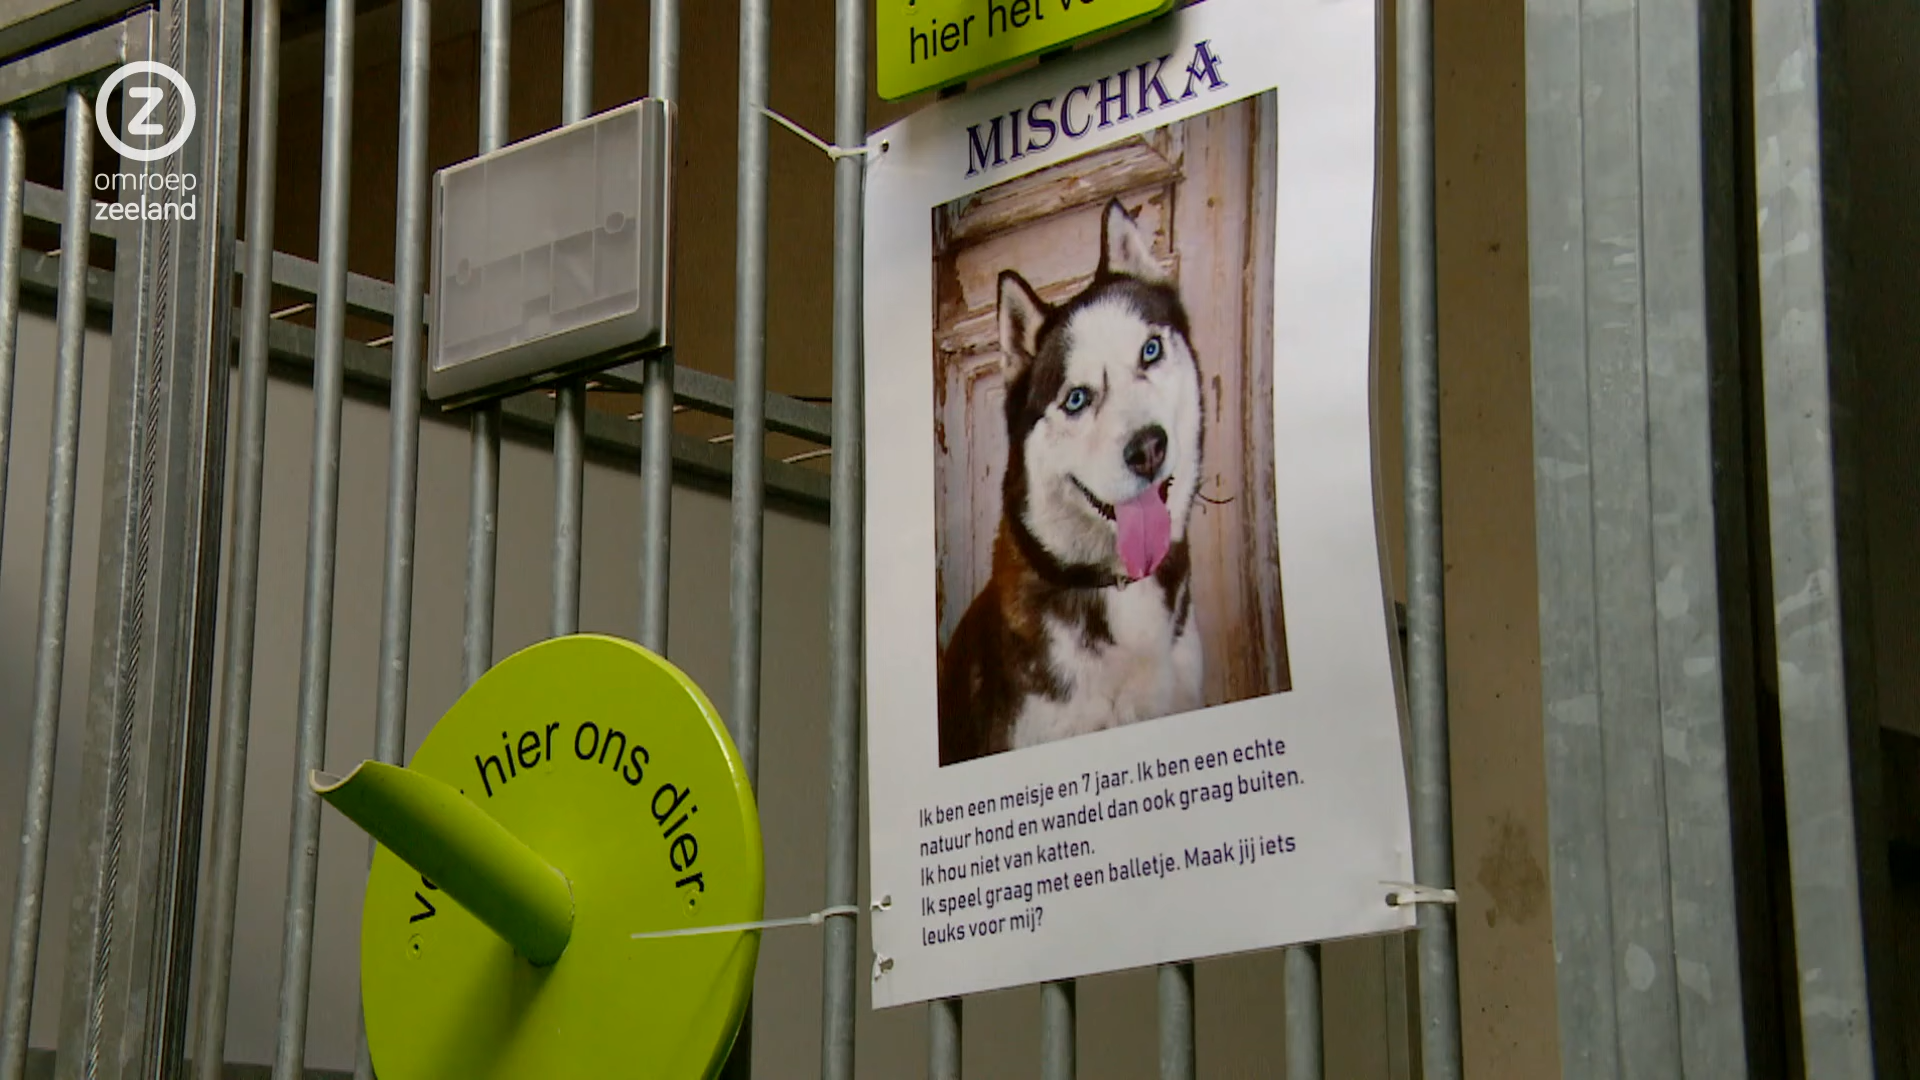 hier het
MISCHKA
omroep
zeeland
hier ons dier
Ik ben een meisje en 7 jaar. Ik ben een echte
natuur hond en wandel dan ook graag buiten.
Ik hou niet van katten.
Ik speel graag met een balletje. Maak jij iets
leuks voor mij?